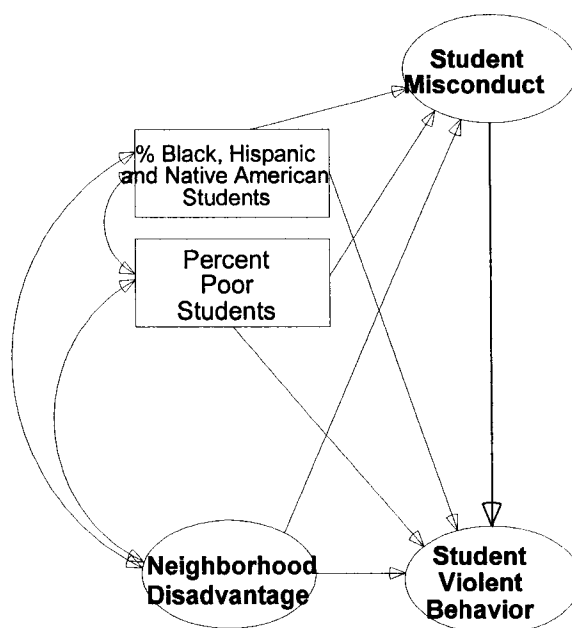 Student
Misconduct
% Black, Hispanic
and Native American
Students
Percent
Poor
Students
Neighborhood
Disadvantage
Student
Violent
Behavior